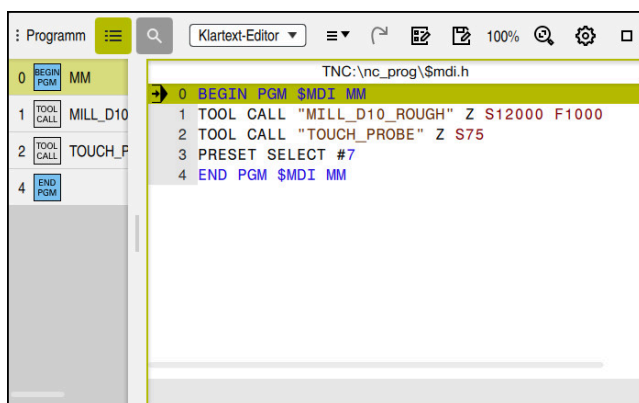 Programm
Klartext-Editor
100%
TNC:\nc_prog\$mdi.h
0 BEGIN PGM MM
1 TOOL CALL MILL_D10
2 TOOL CALL TOUCH_P
4 END PGM
0 BEGIN PGM $MDI MM
1 TOOL CALL "MILL_D10_ROUGH" Z S12000 F1000
2 TOOL CALL "TOUCH_PROBE" Z S75
3 PRESET SELECT #7
4 END PGM $MDI MM